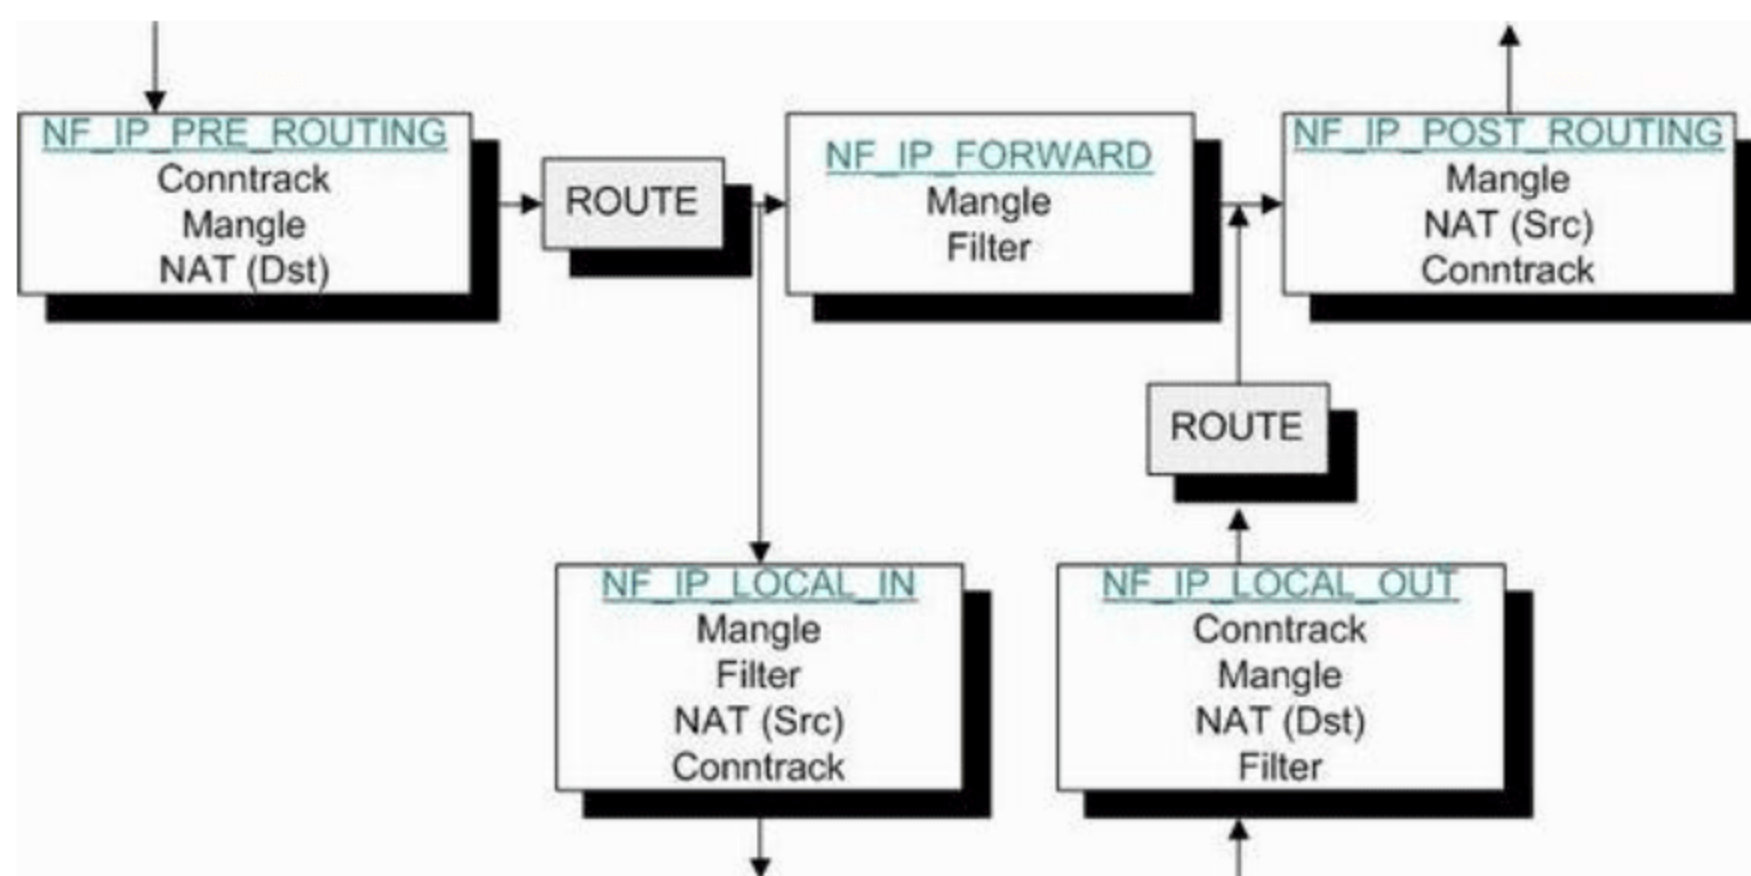 NF_IP_PRE_ROUTING
Conntrack
Mangle
NAT (Dst)
ROUTE
NF_IP_FORWARD
Mangle
Filter
NF_IP_POST_ROUTING
Mangle
NAT (Src)
Conntrack
ROUTE
NF_IP_LOCAL_IN
Mangle
Filter
NAT (Src)
Conntrack
NF_IP_LOCAL_OUT
Conntrack
Mangle
NAT (Dst)
Filter